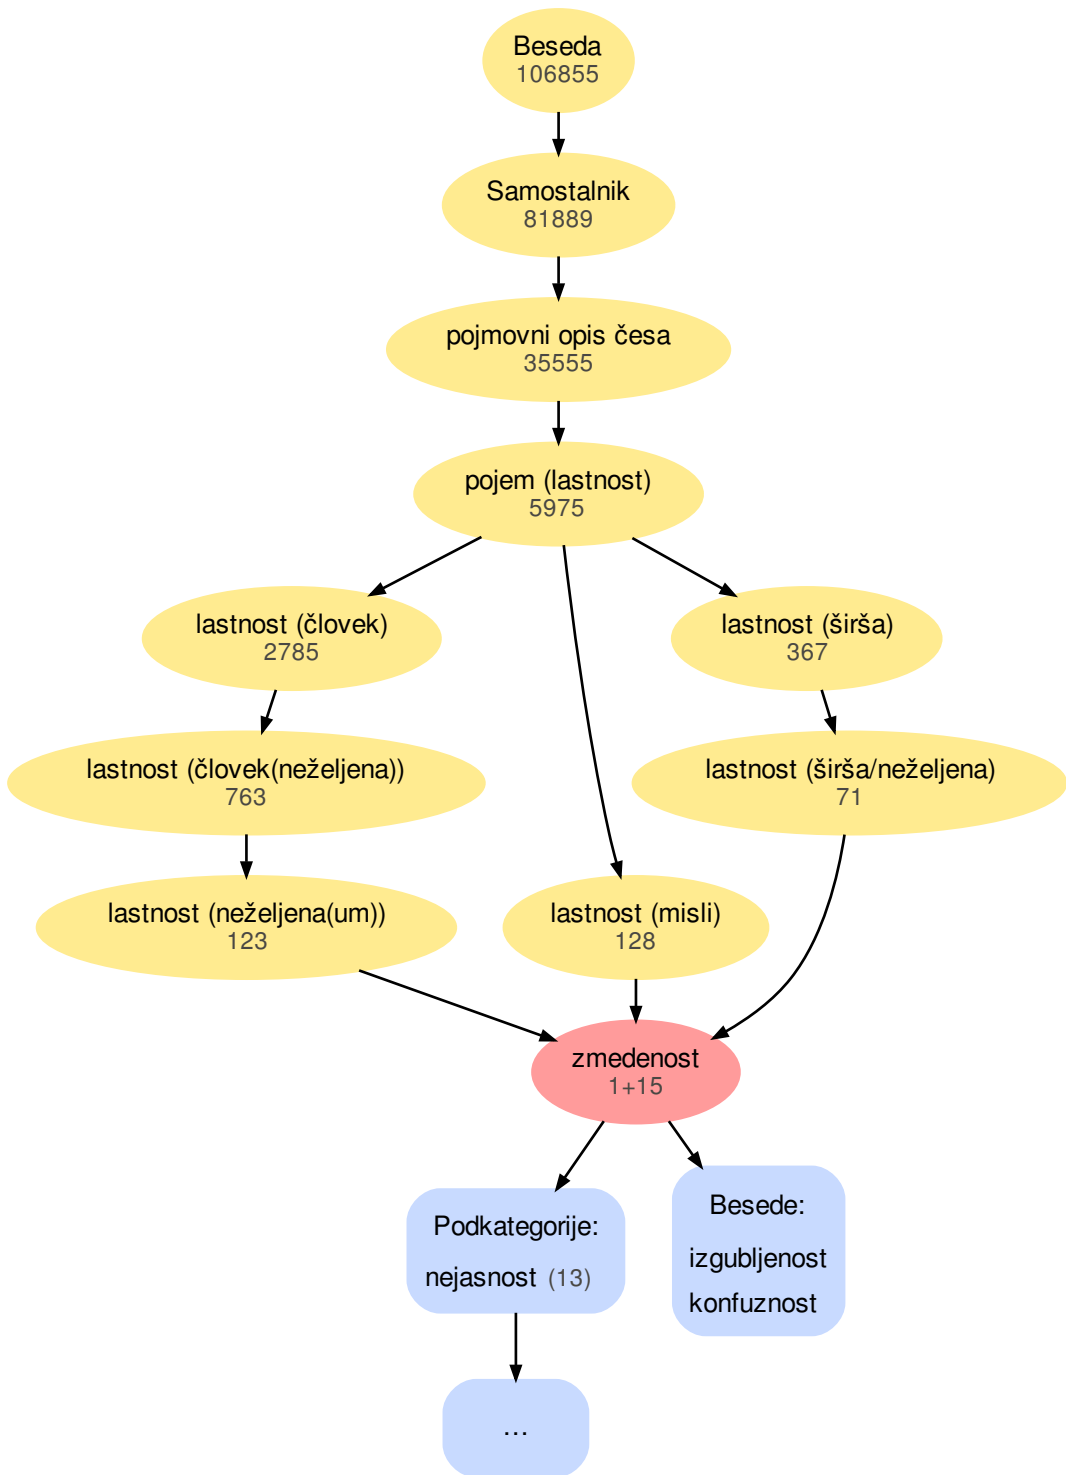 Beseda
106855
Samostalnik
81889
pojmovni opis česa
35555
pojem (lastnost)
5975
lastnost (človek)
2785
lastnost (širša)
367
lastnost (človek(neželjena))
763
lastnost (širša/neželjena)
71
lastnost (neželjena(um))
123
lastnost (misli)
128
zmedenost
1+15
Podkategorije:
nejasnost (13)
Besede:
izgubljenost
konfuznost
...